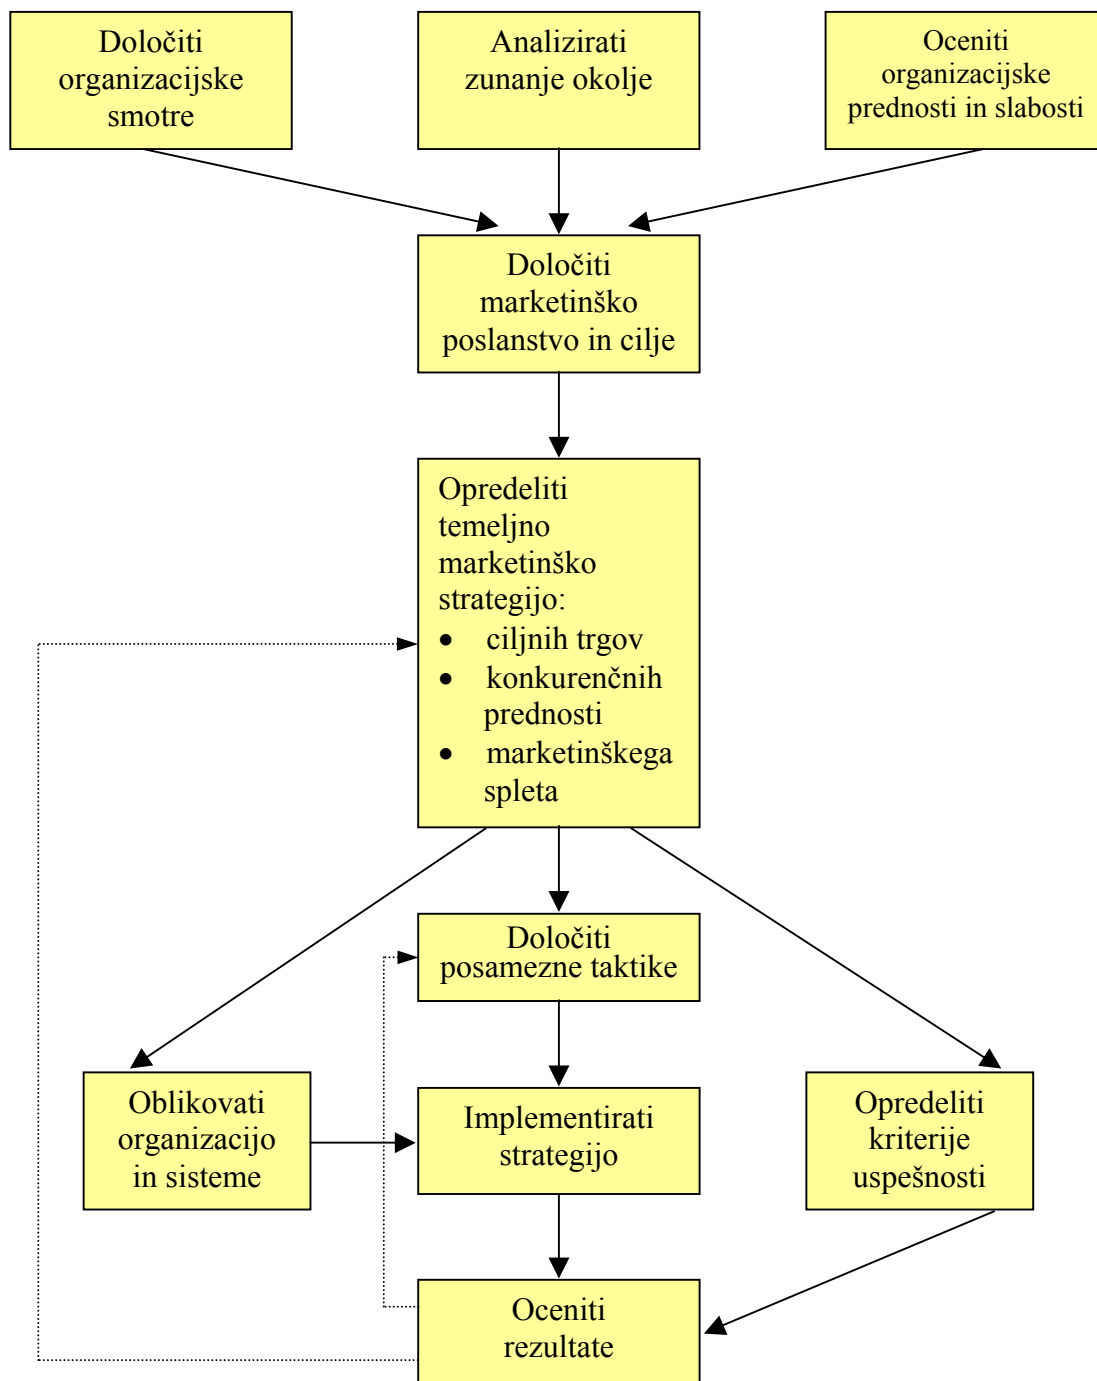 Določiti
organizacijske
smotre
Analizirati
zunanje okolje
Oceniti
organizacijske
prednosti in slabosti
Določiti
marketinško
poslanstvo in cilje
Opredeliti
temeljno
marketinško
strategijo:
• ciljnih trgov
• konkurenčnih
prednosti
• marketinškega
spleta
Določiti
posamezne taktike
Oblikovati
organizacijo
in sisteme
Implementirati
strategijo
Opredeliti
kriterije
uspešnosti
Oceniti
rezultate